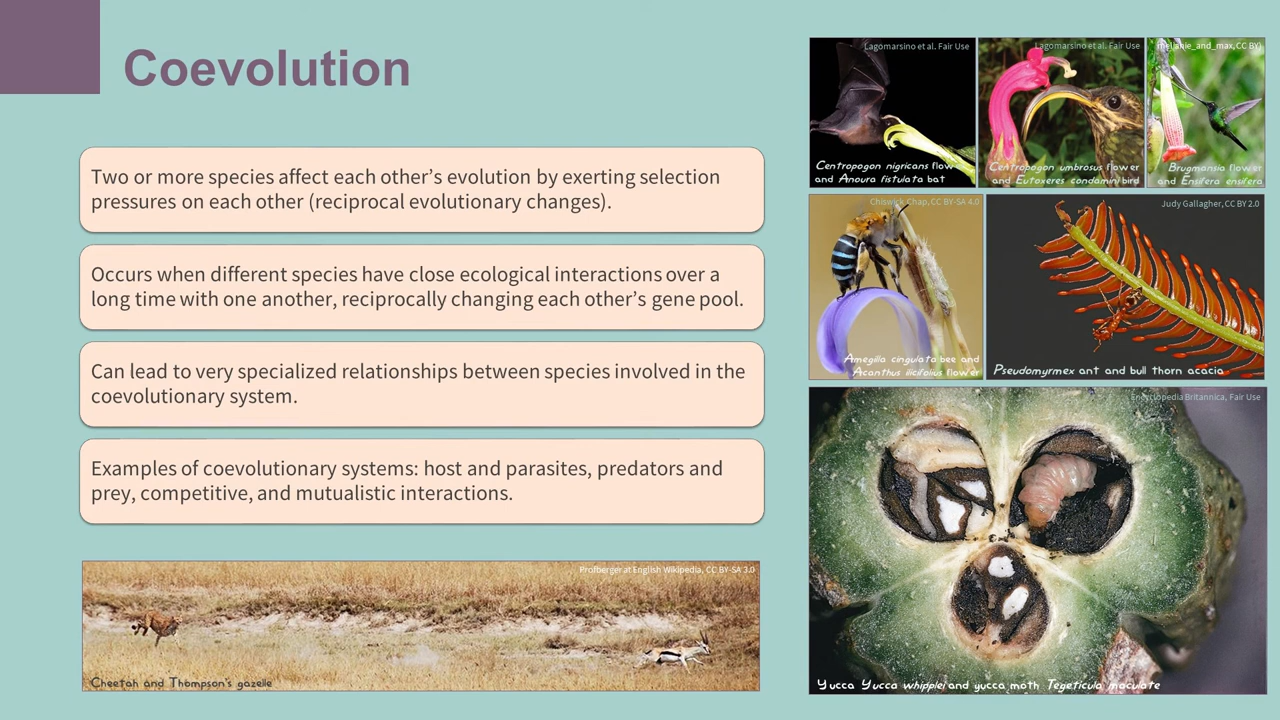 Coevolution
Two or more species affect each other's evolution by exerting selection
pressures on each other (reciprocal evolutionary changes).
Occurs when different species have close ecological interactions over a
long time with one another, reciprocally changing each other's gene pool.
Can lead to very specialized relationships between species involved in the
coevolutionary system.
Examples of coevolutionary systems: host and parasites, predators and
prey, competitive, and mutualistic interactions.
Profberger at English Wikipedia, CC BY-SA 3.0
Cheetah and Thompson's gazelle
Lagomarsino et al. Fair Use
Centropogon nigricans flower
and Anoura fistulata bat
Lagomarsino et al. Fair Use
Centropogon umbrosus flower
and Eutoxeres condamini bird
melanie_and_max, CC BY)
Brugmansia flower
and Ensifera ensifera
Chiswick Chap, CC BY-SA 4.0
Amegilla cingulata bee and
Acanthus ilicifolius flower
Judy Gallagher, CC BY 2.0
Pseudomyrmex ant and bull thorn acacia
Encyclopedia Britannica, Fair Use
Yucca Yucca whipplei and yucca moth Tegeticula maculate